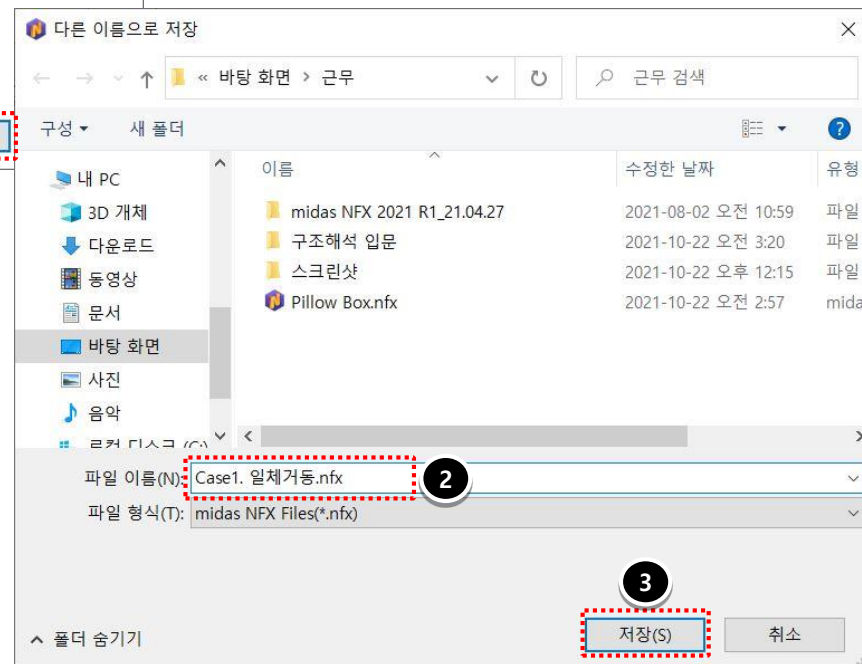 다른 이름으로 저장
« 바탕 화면 > 근무
근무 검색
구성
새 폴더
이름 수정한 날짜 유형
내 PC
3D 개체
다운로드
동영상
문서
바탕 화면
사진
음악
로컬 디스크 (C:)
midas NFX 2021 R1_21.04.27 2021-08-02 오전 10:59 파일
구조해석 입문 2021-10-22 오전 3:20 파일
스크린샷 2021-10-22 오후 12:15 파일
Pillow Box.nfx 2021-10-22 오전 2:57 mida
파일 이름(N): Case1. 일체거동.nfx
2
파일 형식(T): midas NFX Files(*.nfx)
3
폴더 숨기기
저장(S)
취소